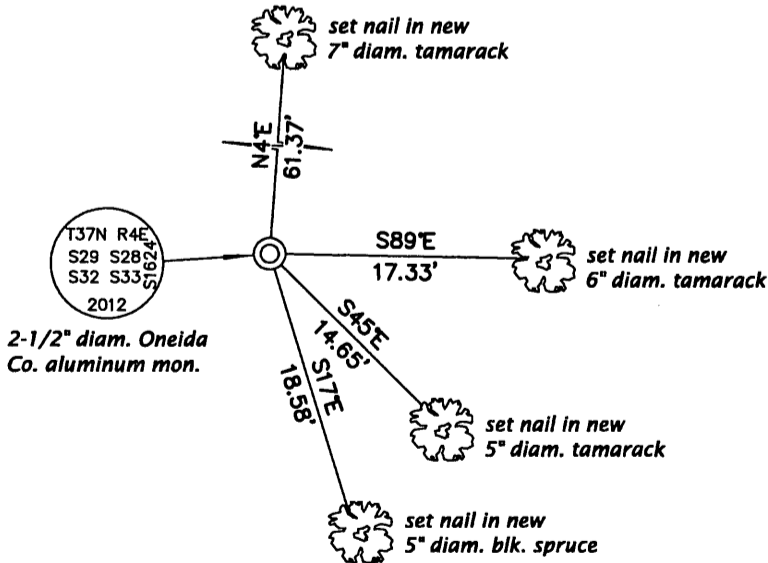 set nail in new
7" diam. tamarack
N4°E
61.37'
T37N R4E
S29 S28
S32 S33
S1624
2012
2-1/2" diam. Oneida
Co. aluminum mon.
S89°E
17.33'
set nail in new
6" diam. tamarack
S45°E
14.65'
set nail in new
5" diam. tamarack
S17°E
18.58'
set nail in new
5" diam. blk. spruce